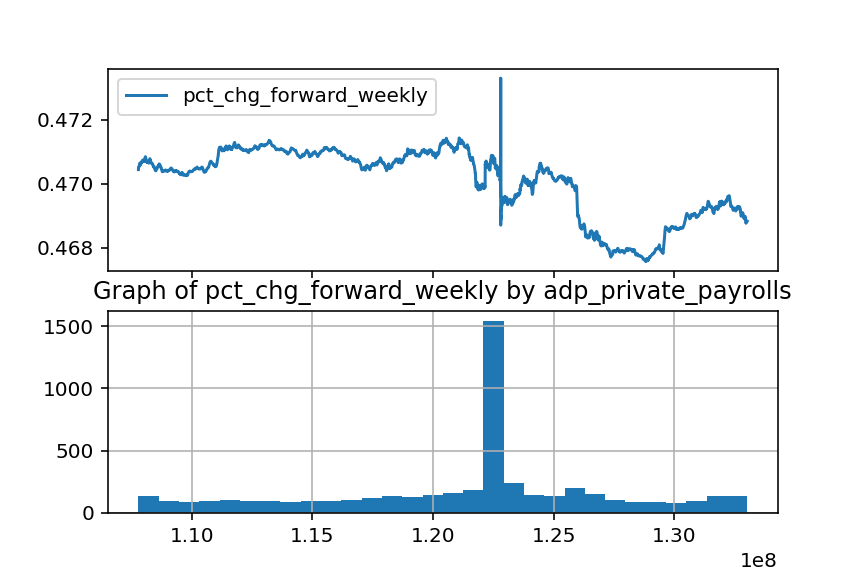 pct_chg_forward_weekly
0.472
0.470
0.468
Graph of pct_chg_forward_weekly by adp_private_payrolls
1500
1000
500
0
1.10 1.15 1.20 1.25 1.30
1e8